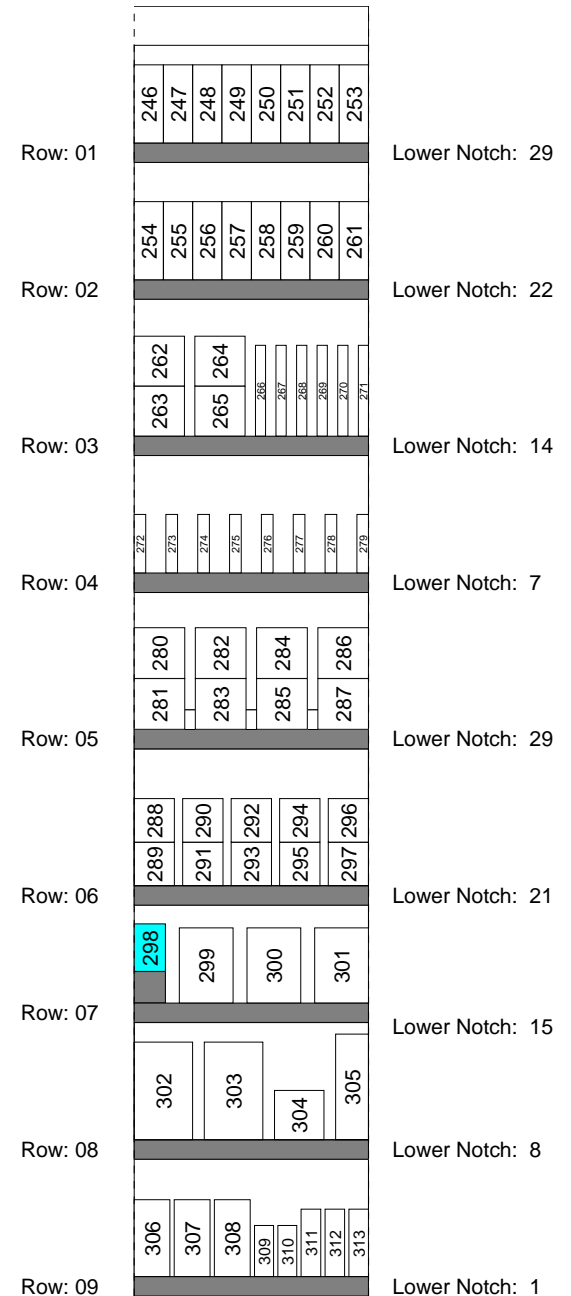 246 247 248 249 250 251 252 253
Row: 01 Lower Notch: 29
254 255 256 257 258 259 260 261
Row: 02 Lower Notch: 22
262 264 266 267 268 269 270 271
263 265
Row: 03 Lower Notch: 14
272 273 274 275 276 277 278 279
Row: 04 Lower Notch: 7
280 282 284 286
281 283 285 287
Row: 05 Lower Notch: 29
288 290 292 294 296
289 291 293 295 297
Row: 06 Lower Notch: 21
298 299 300 301
Row: 07 Lower Notch: 15
302 303 304 305
Row: 08 Lower Notch: 8
306 307 308 309 310 311 312 313
Row: 09 Lower Notch: 1